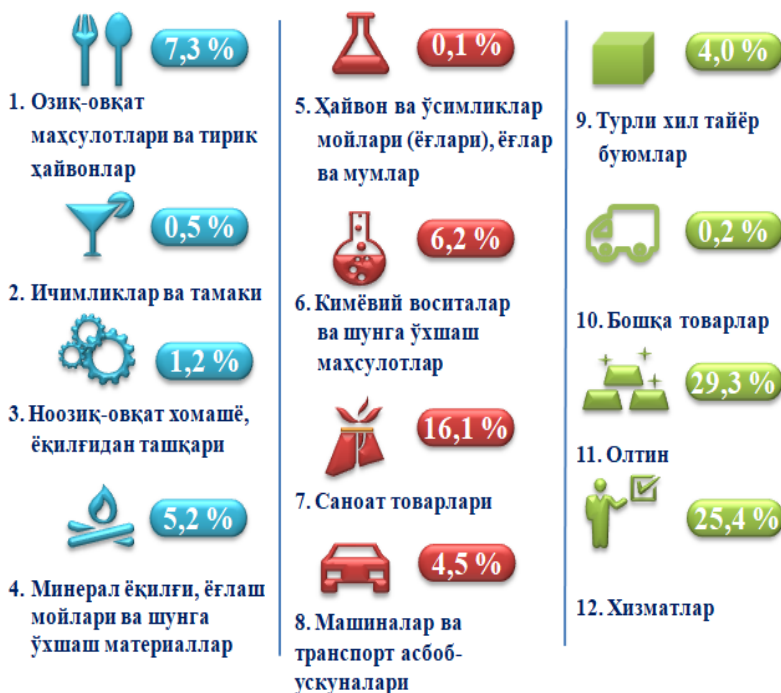 7,3 %
1. Озиқ-овқат
маҳсулотлари ва тирик
ҳайвонлар
0,5 %
2. Ичимликлар ва тамаки
1,2 %
3. Ноозиқ-овқат хомашё,
ёқилғидан ташқари
5,2 %
4. Минерал ёқилғи, ёғлаш
мойлари ва шунга
ўхшаш материаллар
0,1 %
5. Ҳайвон ва ўсимликлар
мойлари (ёғлари), ёғлар
ва мумлар
6,2 %
6. Кимёвий воситалар
ва шунга ўхшаш
маҳсулотлар
16,1 %
7. Саноат товарлари
4,5 %
8. Машиналар ва
транспорт асбоб-
ускуналари
4,0 %
9. Турли хил тайёр
буюмлар
0,2 %
10. Бошқа товарлар
29,3 %
11. Олтин
25,4 %
12. Хизматлар